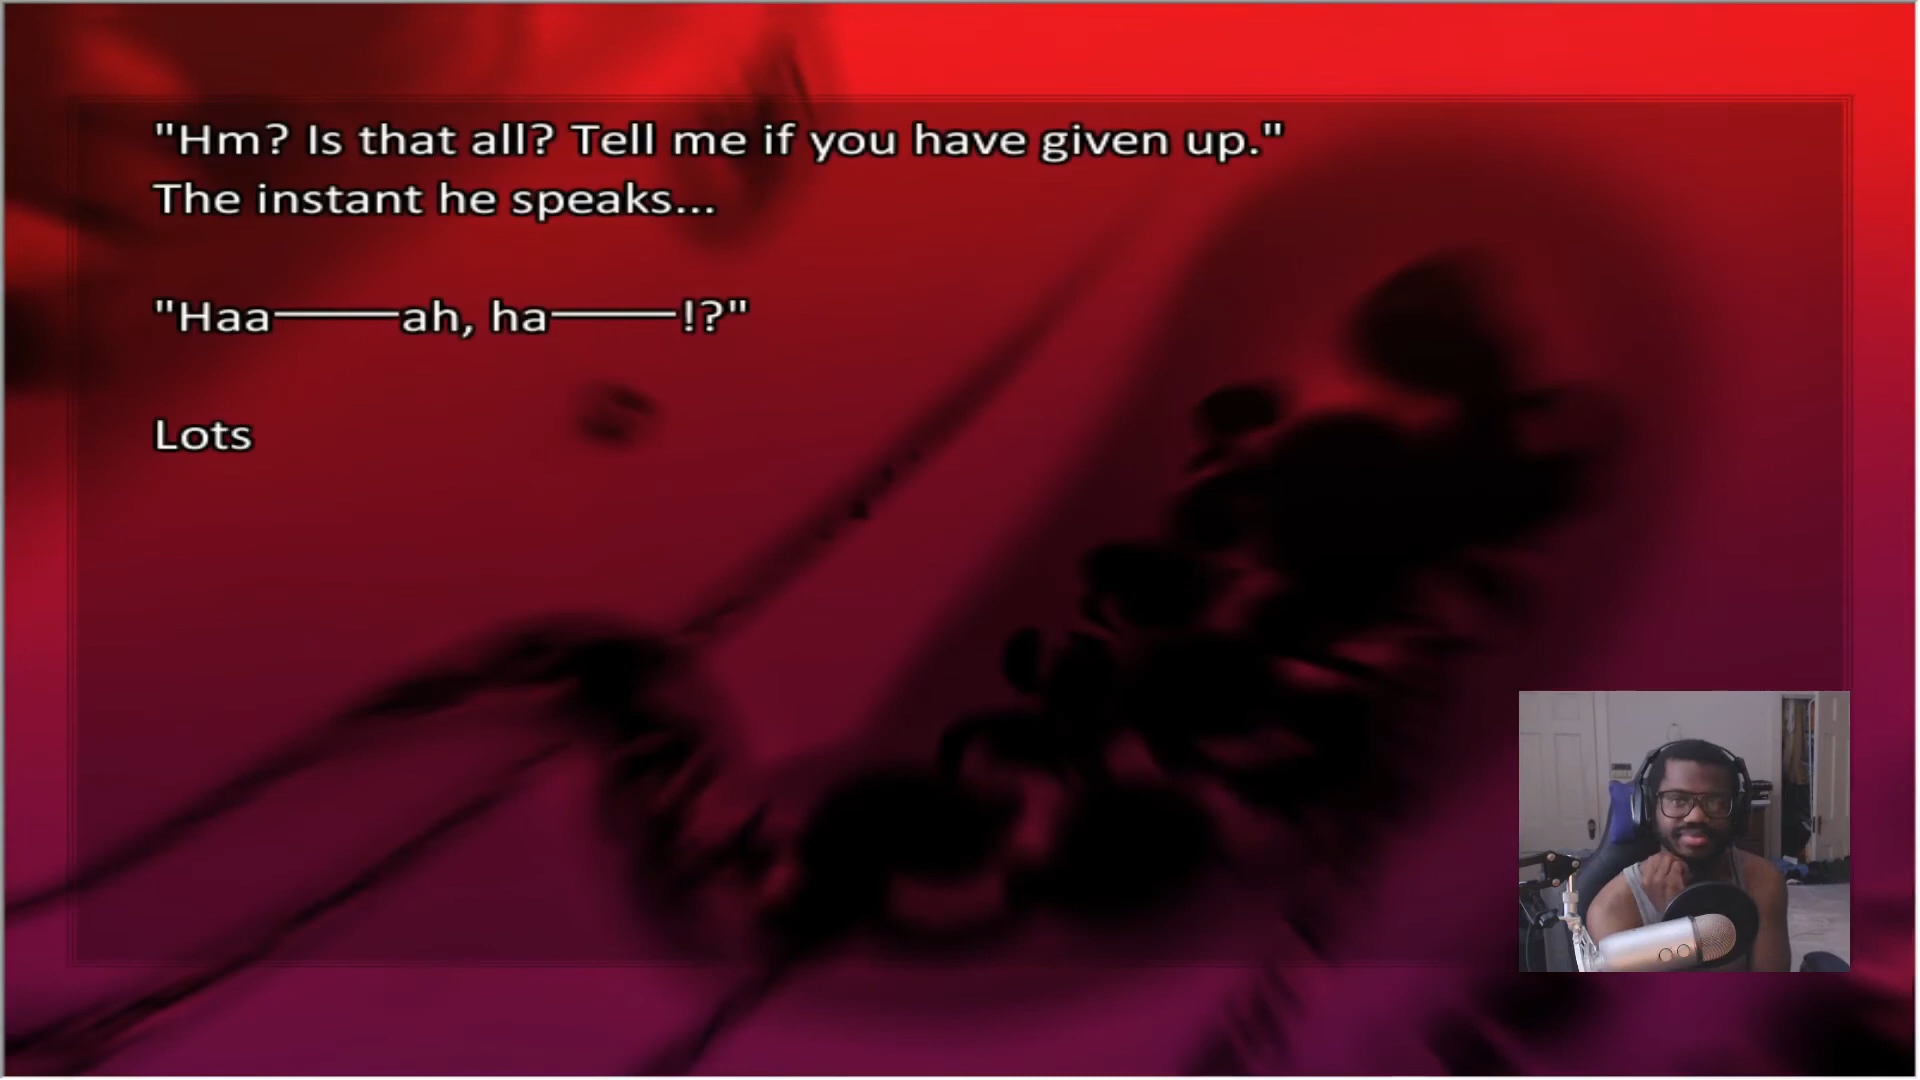 "Hm? Is that all? Tell me if you have given up."
The instant he speaks...
"Haa────ah, ha────!?"
Lots